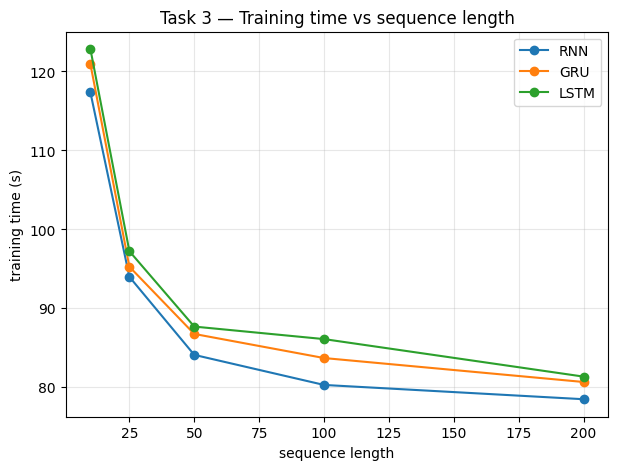 Task 3 — Training time vs sequence length
RNN
GRU
LSTM
120
110
100
90
80
training time (s)
25 50 75 100 125 150 175 200
sequence length